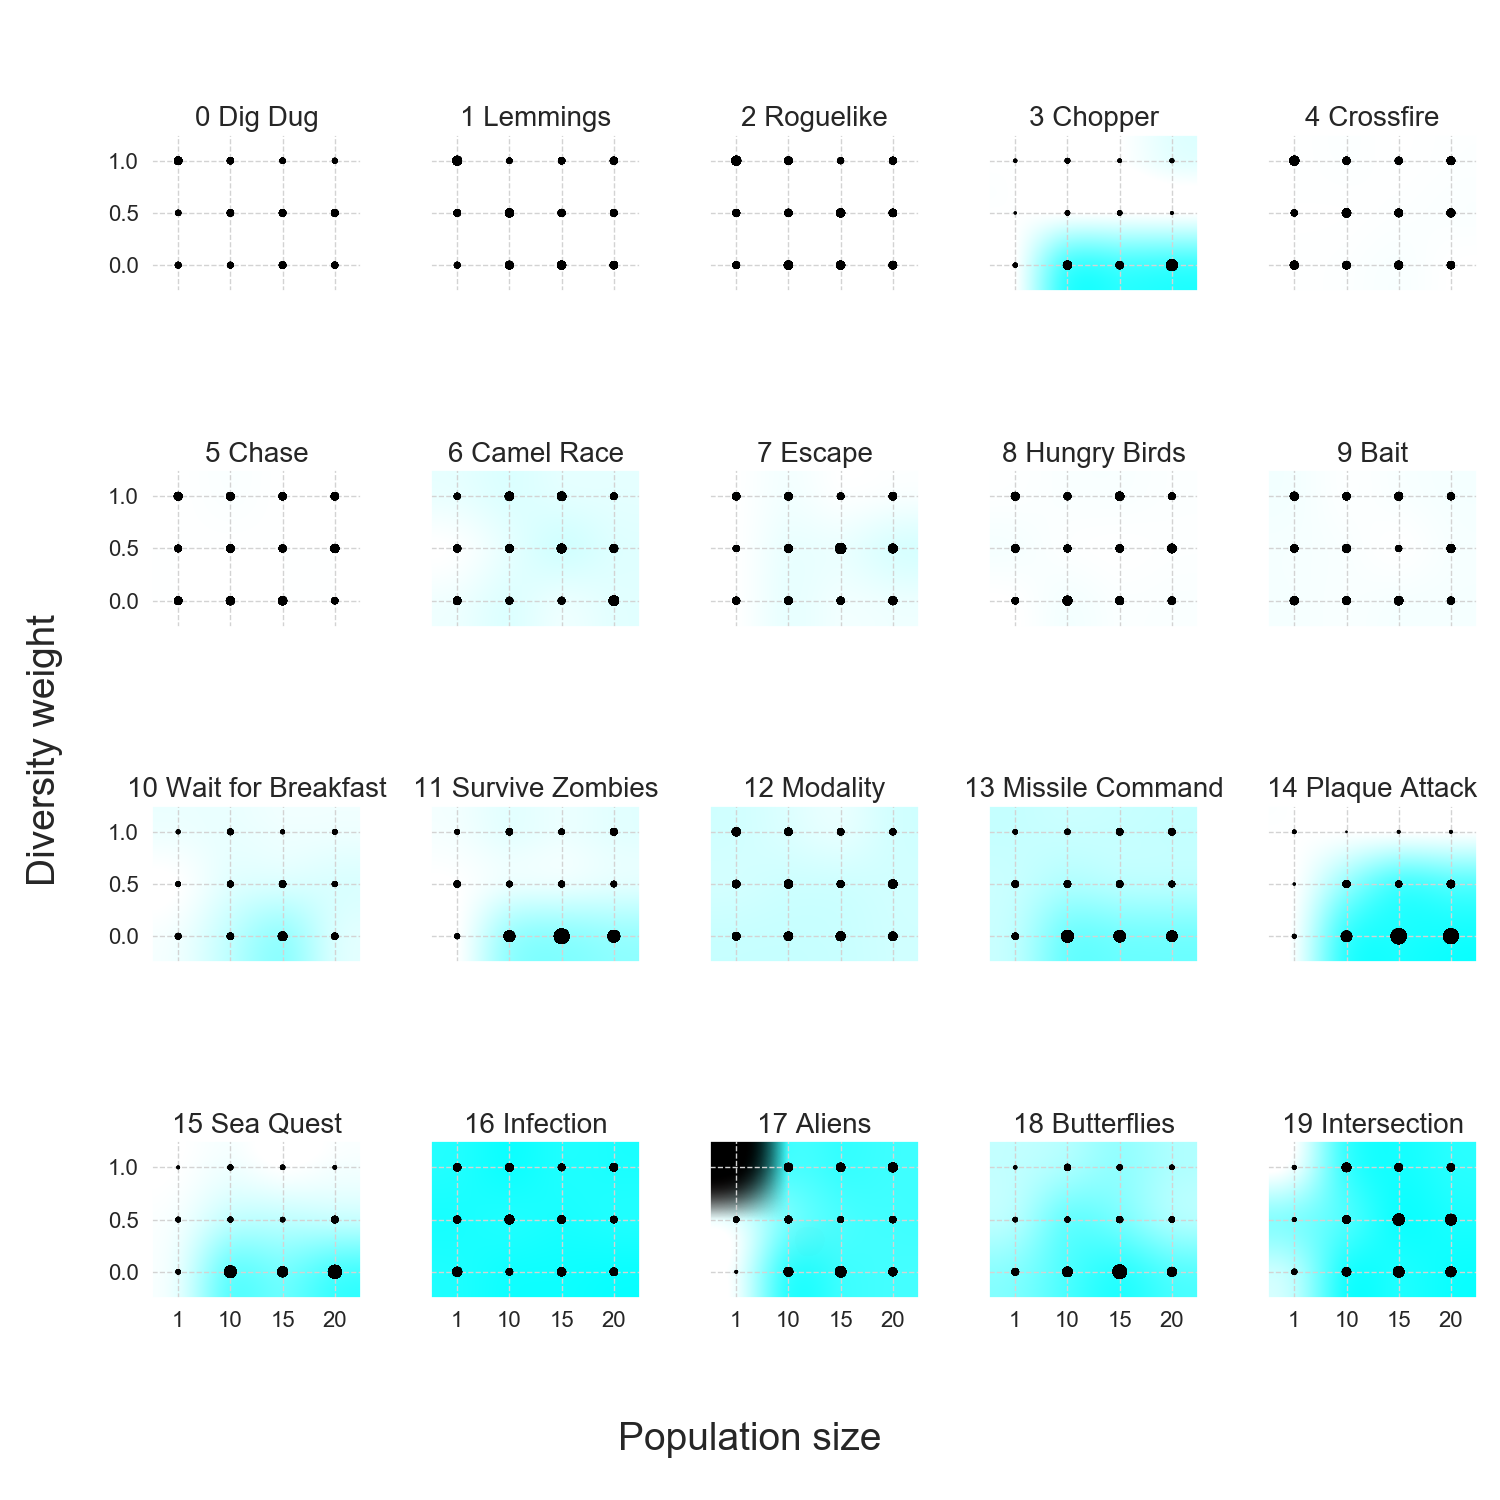 0 Dig Dug
1 Lemmings
2 Roguelike
3 Chopper
4 Crossfire
1.0
0.5
0.0
5 Chase
6 Camel Race
7 Escape
8 Hungry Birds
9 Bait
1.0
0.5
0.0
Diversity weight
10 Wait for Breakfast
11 Survive Zombies
12 Modality
13 Missile Command
14 Plaque Attack
1.0
0.5
0.0
15 Sea Quest
16 Infection
17 Aliens
18 Butterflies
19 Intersection
1.0
0.5
0.0
1 10 15 20
1 10 15 20
1 10 15 20
1 10 15 20
1 10 15 20
Population size